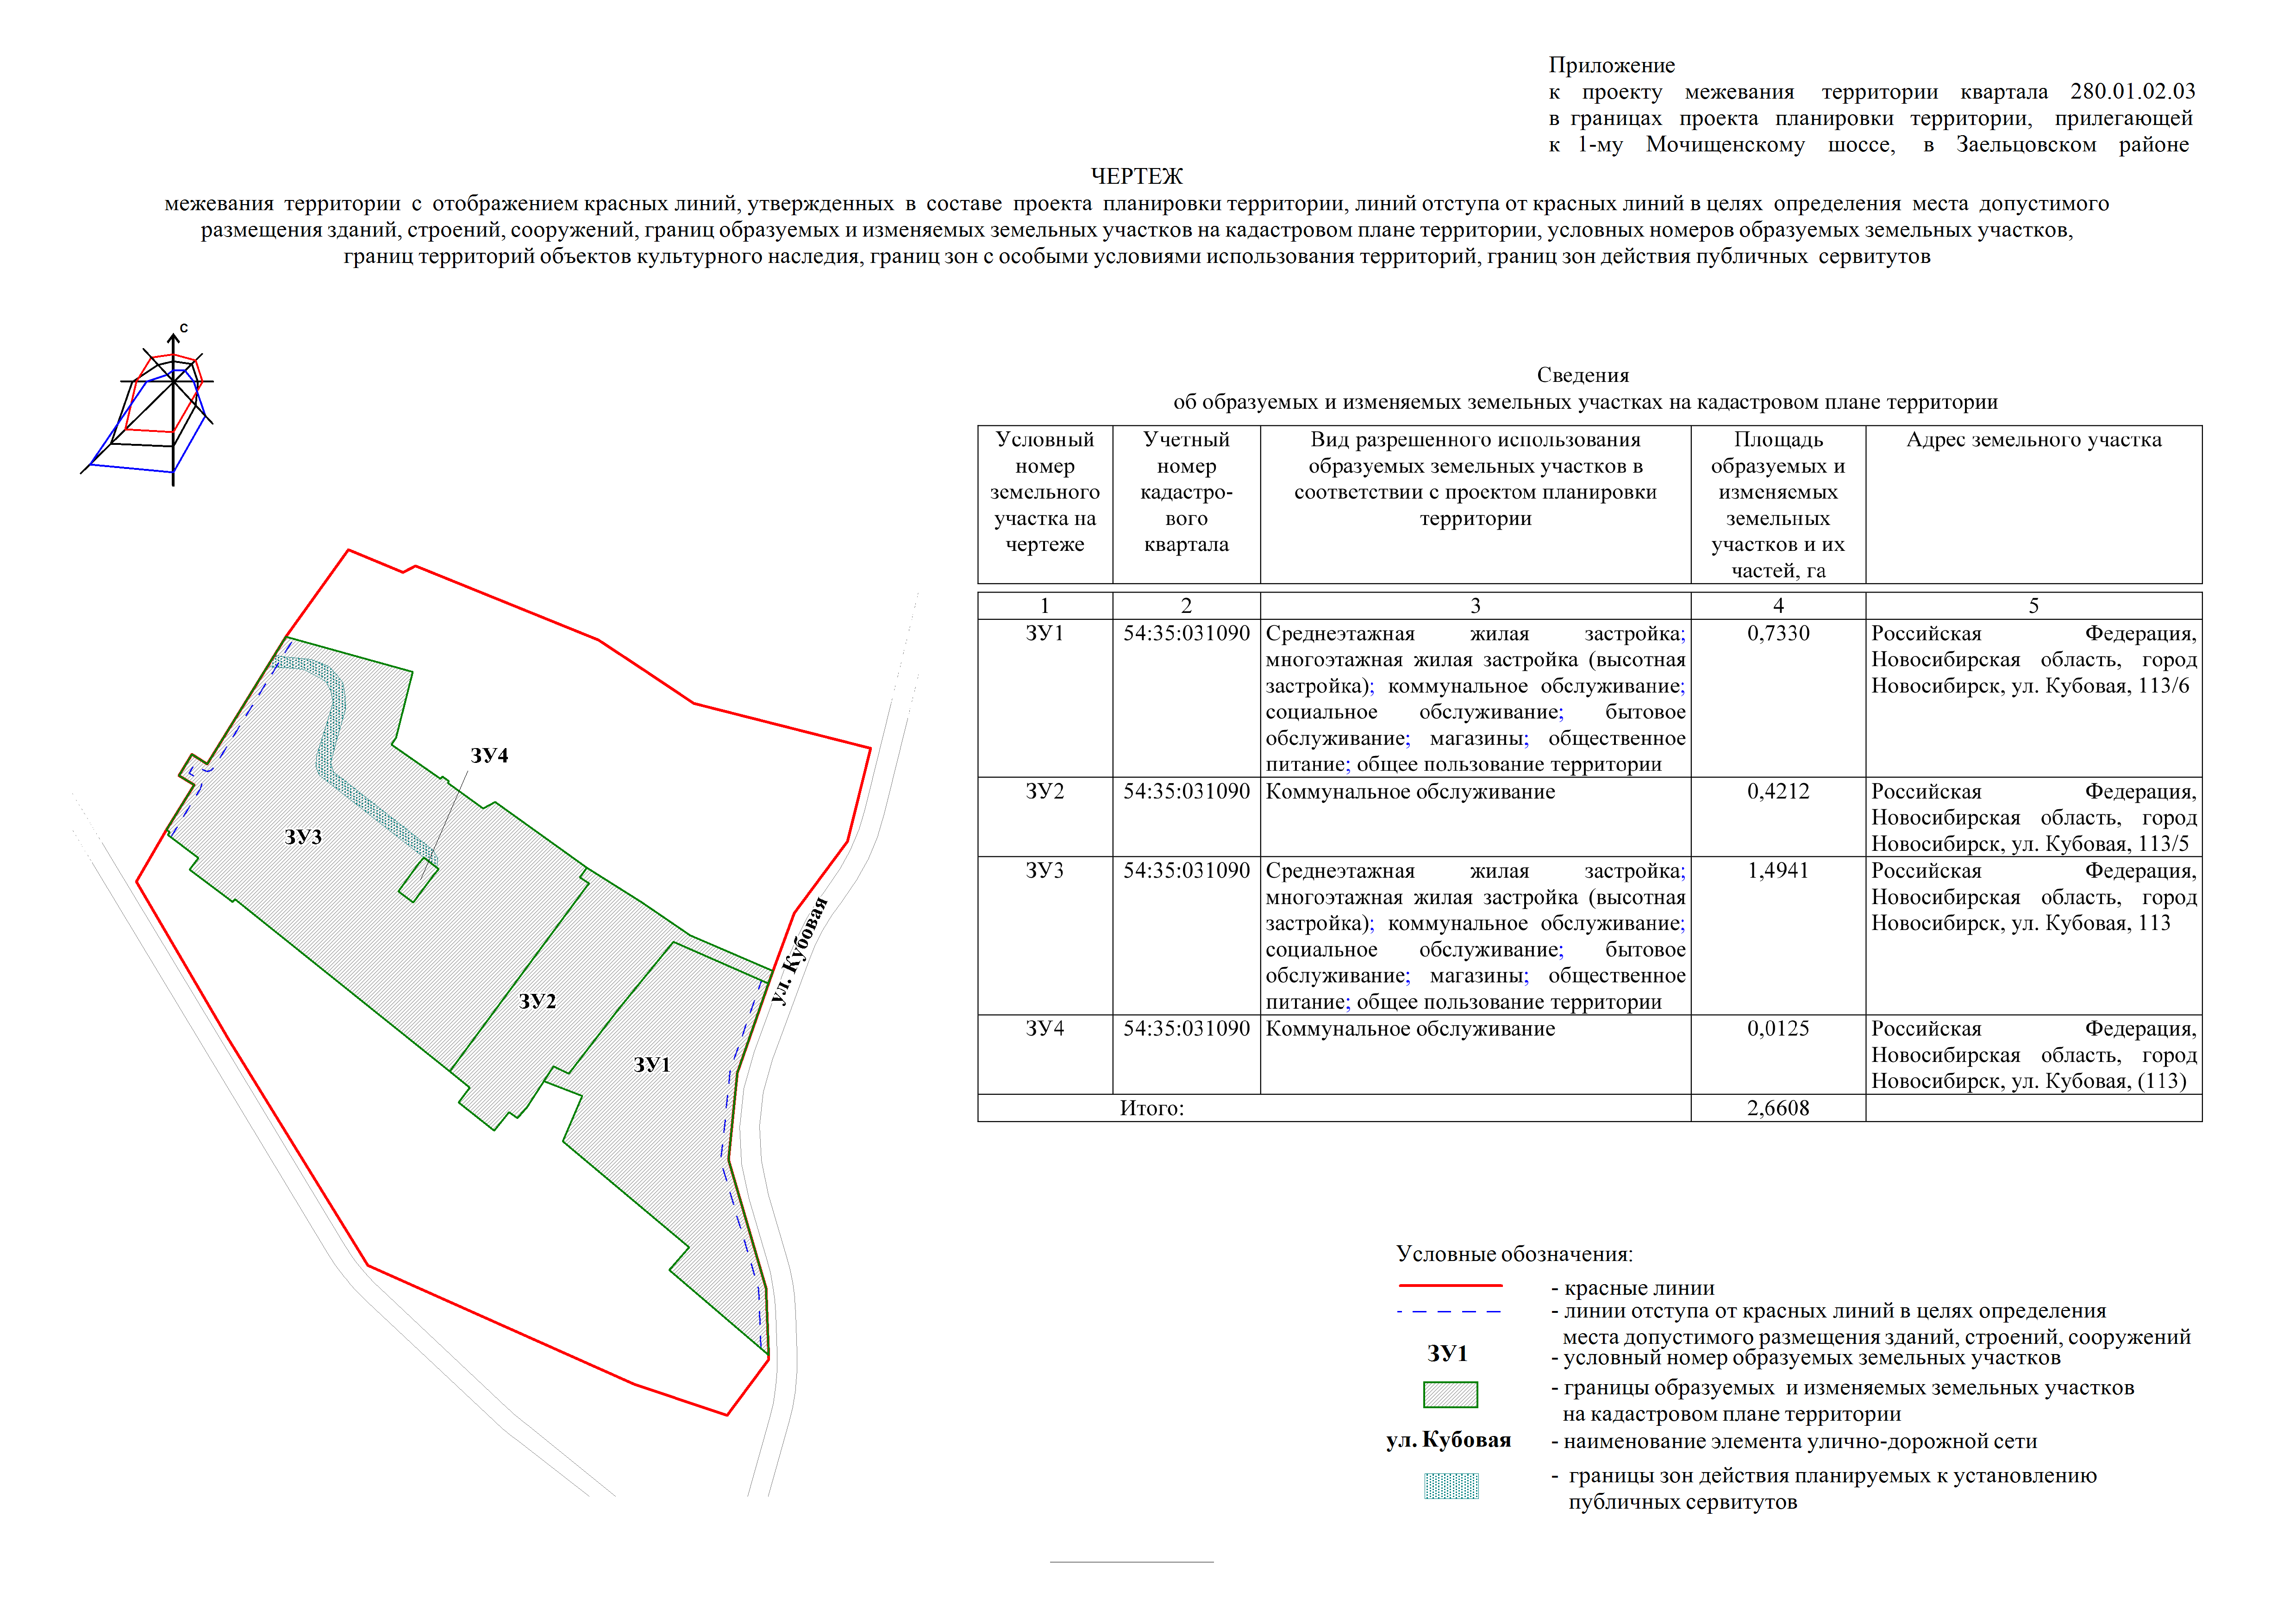 Приложение
к проекту межевания территории квартала 280.01.02.03
в границах проекта планировки территории, прилегающей
к 1-му Мочищенскому шоссе, в Заельцовском районе
ЧЕРТЕЖ
межевания территории с отображением красных линий, утвержденных в составе проекта планировки территории, линий отступа от красных линий в целях определения места допустимого
размещения зданий, строений, сооружений, границ образуемых и изменяемых земельных участков на кадастровом плане территории, условных номеров образуемых земельных участков,
границ территорий объектов культурного наследия, границ зон с особыми условиями использования территорий, границ зон действия публичных сервитутов
С
ЗУ4
ЗУ3
ЗУ2
ЗУ1
ул. Кубовая
Сведения
об образуемых и изменяемых земельных участках на кадастровом плане территории
Условный
номер
земельного
участка на
чертеже
Учетный
номер
кадастро-
вого
квартала
Вид разрешенного использования
образуемых земельных участков в
соответствии с проектом планировки
территории
Площадь
образуемых и
изменяемых
земельных
участков и их
частей, га
Адрес земельного участка
1
2
3
4
5
ЗУ1
54:35:031090
Среднеэтажная жилая застройка;
многоэтажная жилая застройка (высотная
застройка); коммунальное обслуживание;
социальное обслуживание; бытовое
обслуживание; магазины; общественное
питание; общее пользование территории
0,7330
Российская Федерация,
Новосибирская область, город
Новосибирск, ул. Кубовая, 113/6
ЗУ2
54:35:031090
Коммунальное обслуживание
0,4212
Российская Федерация,
Новосибирская область, город
Новосибирск, ул. Кубовая, 113/5
ЗУ3
54:35:031090
Среднеэтажная жилая застройка;
многоэтажная жилая застройка (высотная
застройка); коммунальное обслуживание;
социальное обслуживание; бытовое
обслуживание; магазины; общественное
питание; общее пользование территории
1,4941
Российская Федерация,
Новосибирская область, город
Новосибирск, ул. Кубовая, 113
ЗУ4
54:35:031090
Коммунальное обслуживание
0,0125
Российская Федерация,
Новосибирская область, город
Новосибирск, ул. Кубовая, (113)
Итого:
2,6608
Условные обозначения:
- красные линии
- линии отступа от красных линий в целях определения
места допустимого размещения зданий, строений, сооружений
ЗУ1
- условный номер образуемых земельных участков
- границы образуемых и изменяемых земельных участков
на кадастровом плане территории
ул. Кубовая
- наименование элемента улично-дорожной сети
- границы зон действия планируемых к установлению
публичных сервитутов